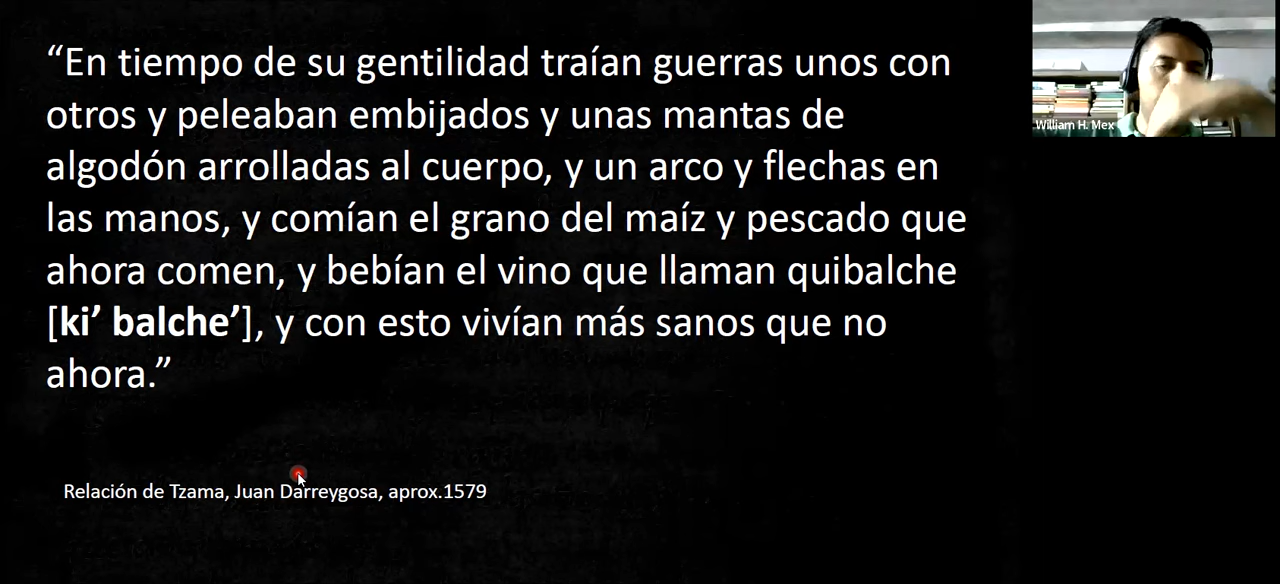 “En tiempo de su gentilidad traían guerras unos con
otros y peleaban embijados y unas mantas de
algodón arrolladas al cuerpo, y un arco y flechas en
las manos, y comían el grano del maíz y pescado que
ahora comen, y bebían el vino que llaman quibalche
[ki’ balche’], y con esto vivían más sanos que no
ahora.”
Relación de Tzama, Juan Darreygosa, aprox.1579
William H. Mex